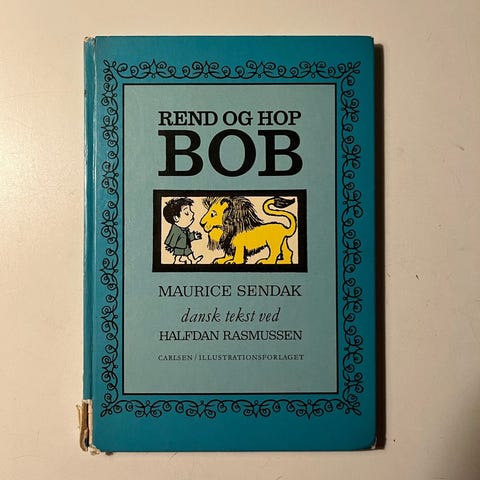 REND OG HOP
BOB
MAURICE SENDAK
dansk tekst ved
HALFDAN RASMUSSEN
CARLSEN/ILLUSTRATIONSFORLAGET